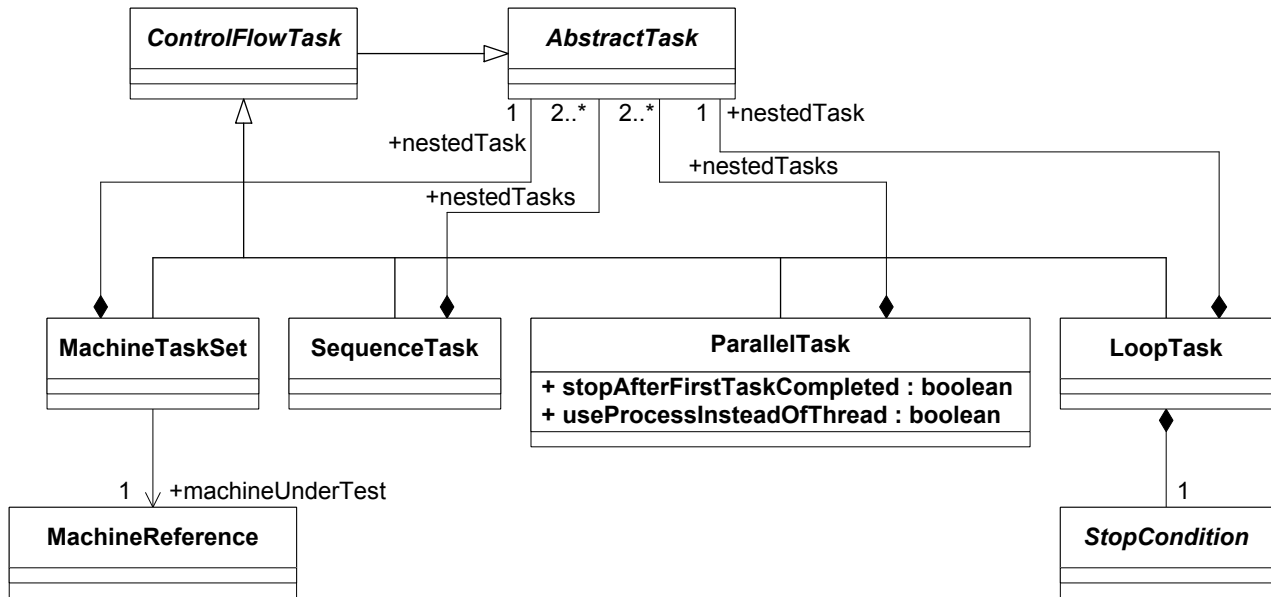 ControlFlowTask
AbstractTask
1
2..*
2..*
1
+nestedTask
+nestedTask
+nestedTasks
+nestedTasks
MachineTaskSet
SequenceTask
ParallelTask
LoopTask
+ stopAfterFirstTaskCompleted : boolean
+ useProcessInsteadOfThread : boolean
1
+machineUnderTest
1
MachineReference
StopCondition